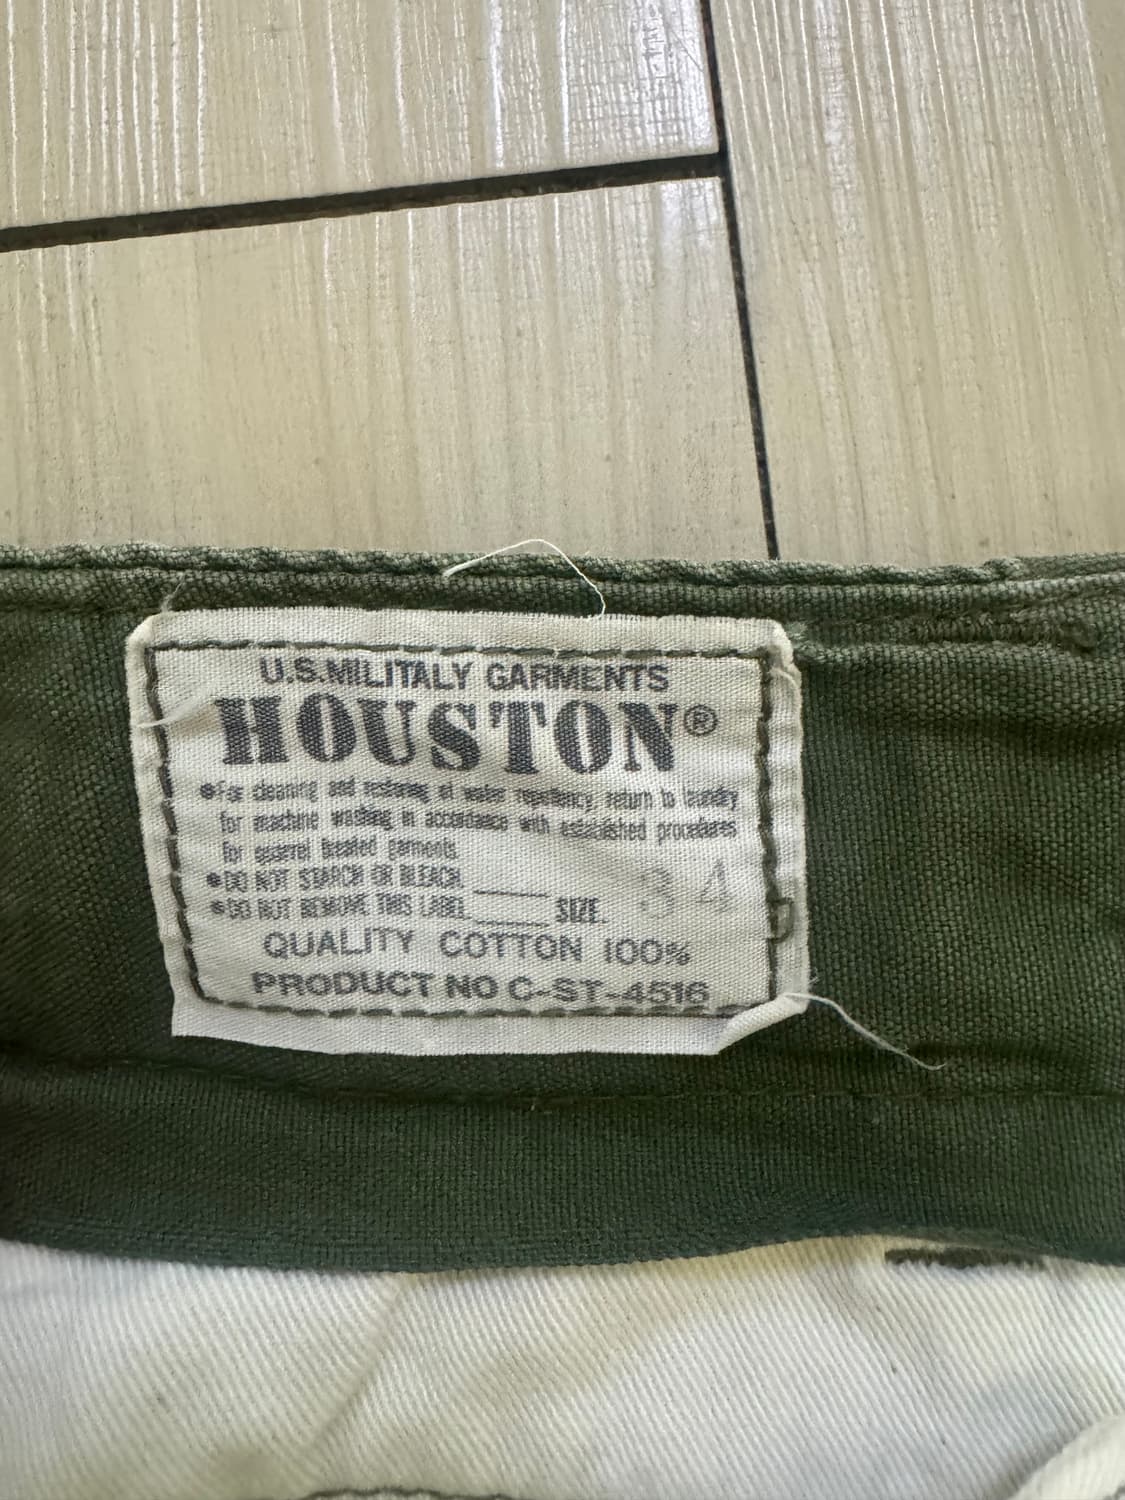 U.S.MILITALY GARMENTS
HOUSTON®
●For cleaning and restoring of water repetency, return to laundry
for machine washing in accordance with established procedures
for quarrel treated garments.
●DO NOT STARCH OR BLEACH.
●DO NOT REMOVE THIS LABEL. SIZE. 34
QUALITY COTTON 100%
PRODUCT NO C-ST-4516